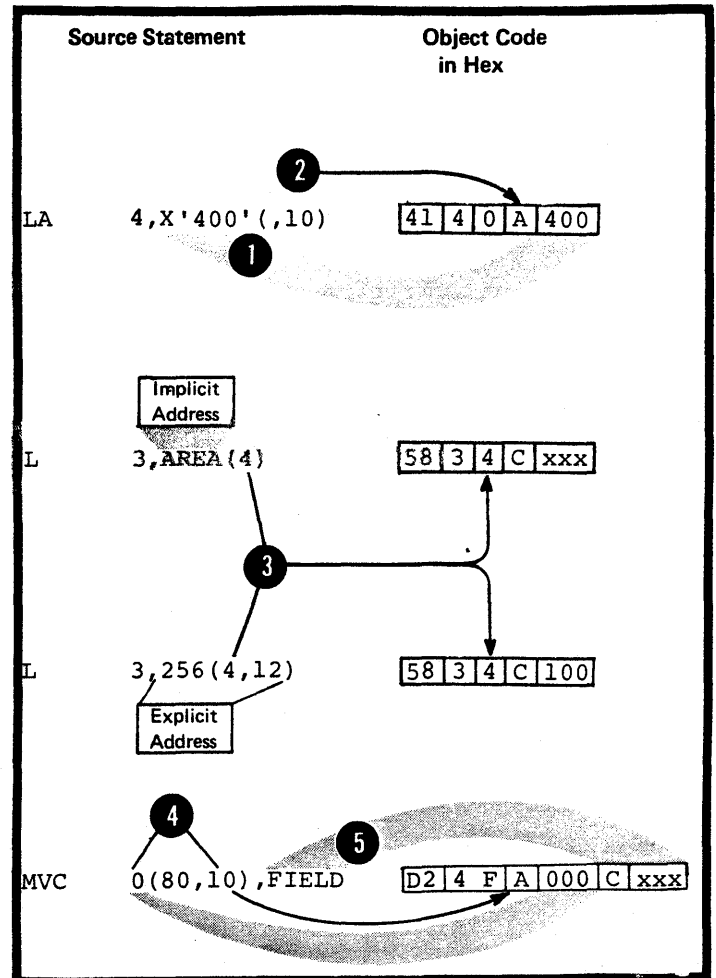 Source Statement
Object Code
in Hex
2
LA 4,X'400'(,10) 41 4 0 A 400
1
Implicit
Address
L 3,AREA(4) 58 3 4 C xxx
3
L 3,256(4,12) 58 3 4 C 100
Explicit
Address
4
5
MVC 0(80,10),FIELD D2 4 F A 000 C xxx